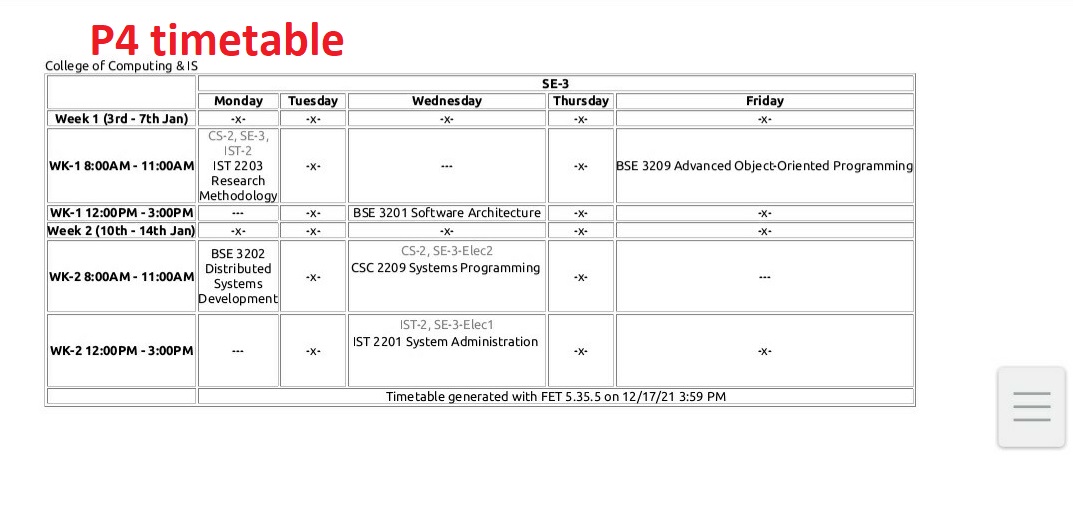 P4 timetable
College of Computing & IS
SE-3
Monday Tuesday Wednesday Thursday Friday
Week 1 (3rd - 7th Jan) -X- -X- -X- -X- -X-
CS-2, SE-3,
IST-2
WK-1 8:00AM - 11:00AM IST 2203 -X- --- -X- BSE 3209 Advanced Object-Oriented Programming
Research
Methodology
WK-1 12:00PM - 3:00PM --- -X- BSE 3201 Software Architecture -X- -X-
Week 2 (10th - 14th Jan) -X- -X- -X- -X- -X-
CS-2, SE-3-Elec2
BSE 3202
Distributed CSC 2209 Systems Programming
WK-2 8:00AM - 11:00AM -X- -X- ---
Systems
Development
IST-2, SE-3-Elec1
IST 2201 System Administration
WK-2 12:00PM - 3:00PM --- -X- -X- -X-
Timetable generated with FET 5.35.5 on 12/17/21 3:59 PM